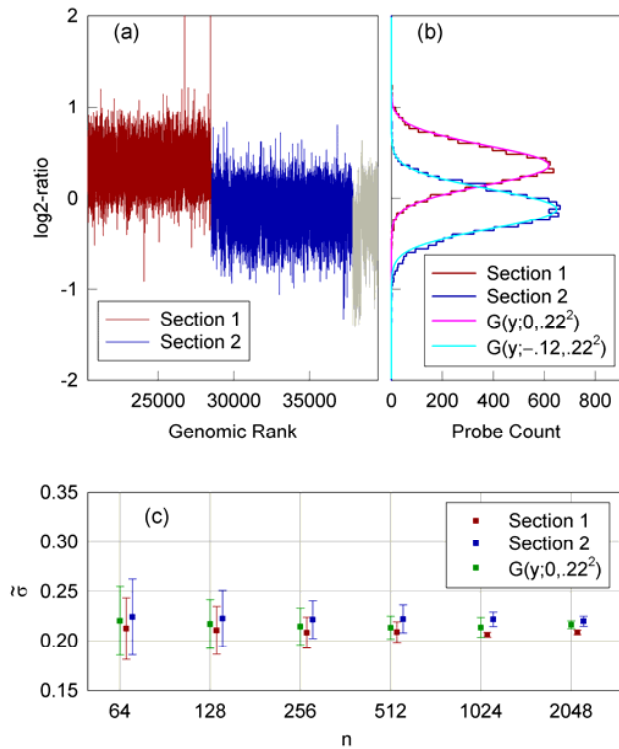 (a)
(b)
2
1
0
-1
-2
log2-ratio
Section 1
Section 2
25000 30000 35000
Genomic Rank
Section 1
Section 2
G(y;0,.22²)
G(y;−.12,.22²)
0 200 400 600 800
Probe Count
(c)
0.35
0.30
0.25
0.20
0.15
σ̃
Section 1
Section 2
G(y;0,.22²)
64 128 256 512 1024 2048
n